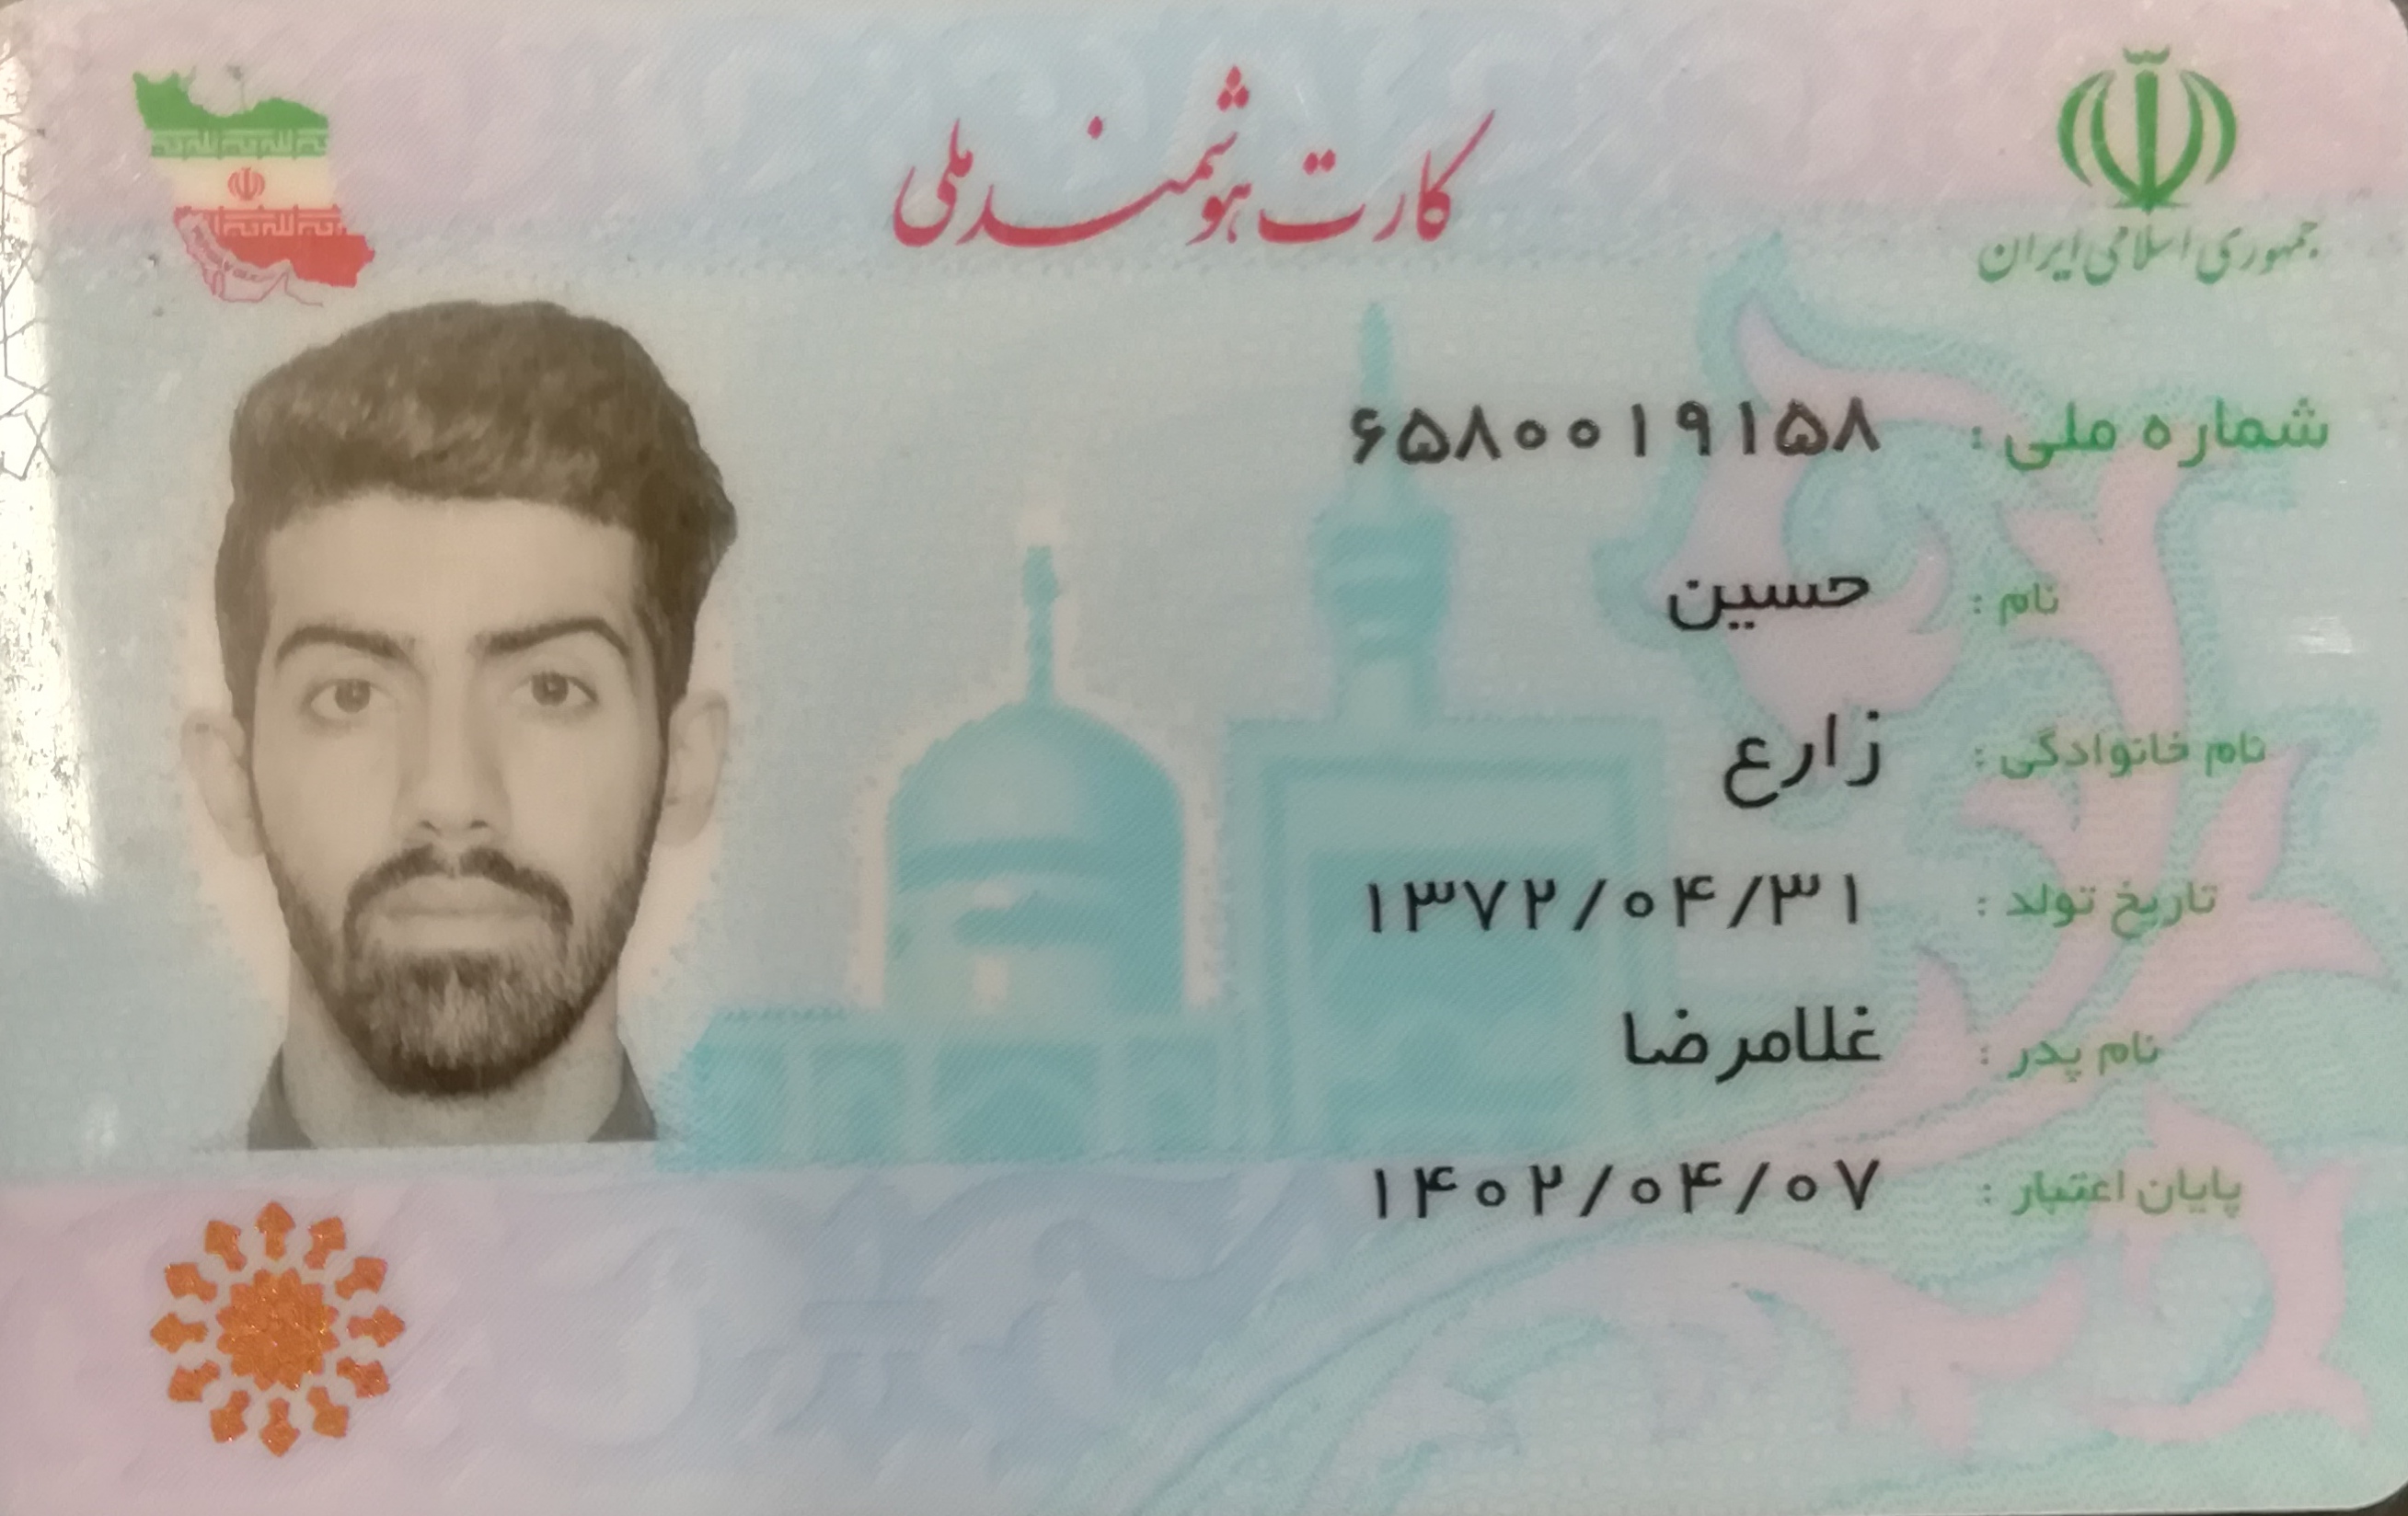 کارت هوشمند ملی
جمهوری اسلامی ایران
شماره ملی : ۶۵۸۰۰۱۹۱۵۸
نام : حسین
نام خانوادگی : زارع
تاریخ تولد : ۱۳۷۲/۰۴/۳۱
نام پدر : غلامرضا
پایان اعتبار : ۱۴۰۲/۰۴/۰۷